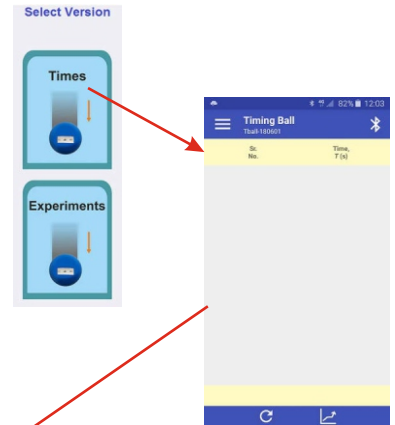 Select Version
Times
Experiments
82% 12:03
Timing Ball
Tball-180601
Sr. No.
Time, T (s)